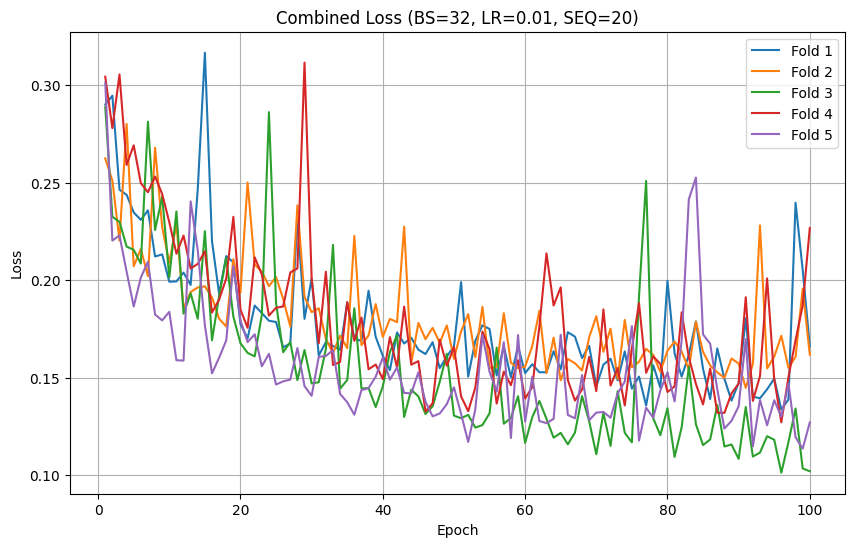 Combined Loss (BS=32, LR=0.01, SEQ=20)
Fold 1
Fold 2
Fold 3
Fold 4
Fold 5
Loss
0.30
0.25
0.20
0.15
0.10
0
20
40
60
80
100
Epoch